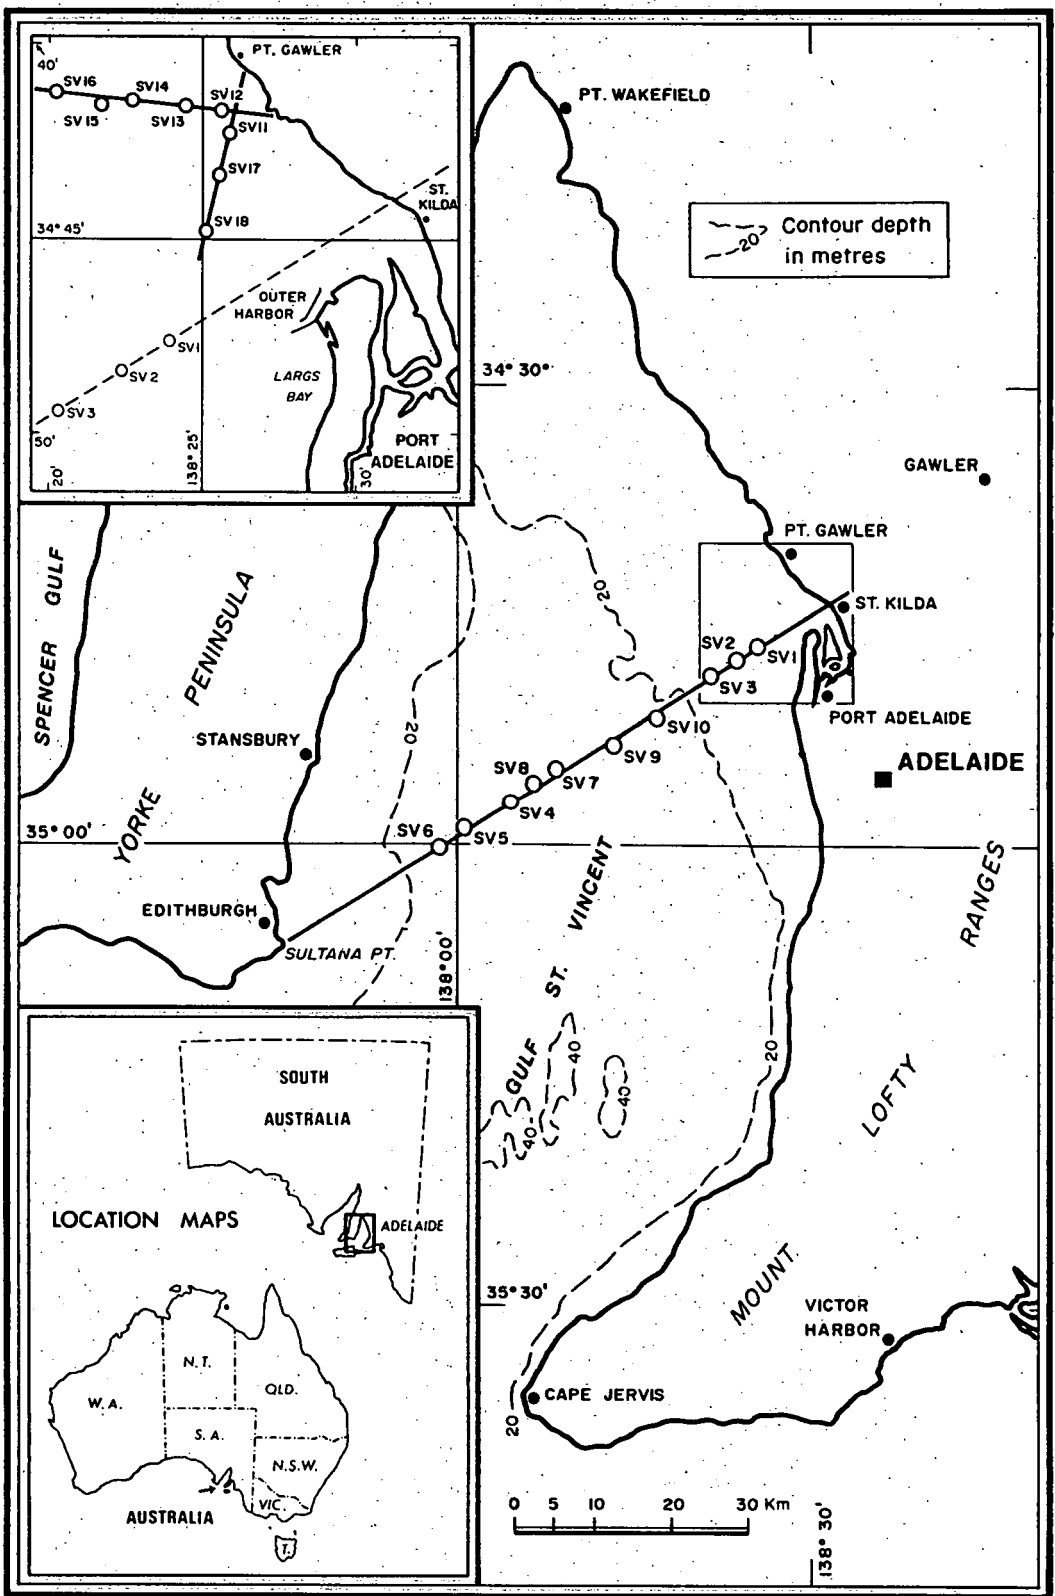 40'
PT. GAWLER
SV16
SV14
SV12
SV15
SV13
SV11
SV17
ST.
KILDA
SV18
34° 45'
OUTER
HARBOR
SV1
SV2
LARGS
BAY
SV3
50'
PORT
ADELAIDE
20'
138° 25'
30'
PT. WAKEFIELD
Contour depth
20
in metres
34° 30'
GAWLER
PT. GAWLER
ST. KILDA
20
SV2
SV1
SV3
SV10
PORT ADELAIDE
SV9
ADELAIDE
SV8
SV7
SV4
SV6
SV5
SPENCER GULF
YORKE
PENINSULA
STANSBURY
20
35° 00'
EDITHBURGH
SULTANA PT.
138° 00'
GULF
ST.
VINCENT
40
40
40
20
MOUNT
LOFTY
RANGES
35° 30'
VICTOR
HARBOR
CAPE JERVIS
20
0 5 10 20 30 Km
138° 30'
SOUTH
AUSTRALIA
LOCATION MAPS
ADELAIDE
N.T.
W.A.
QLD.
S.A.
N.S.W.
VIC.
AUSTRALIA
T.